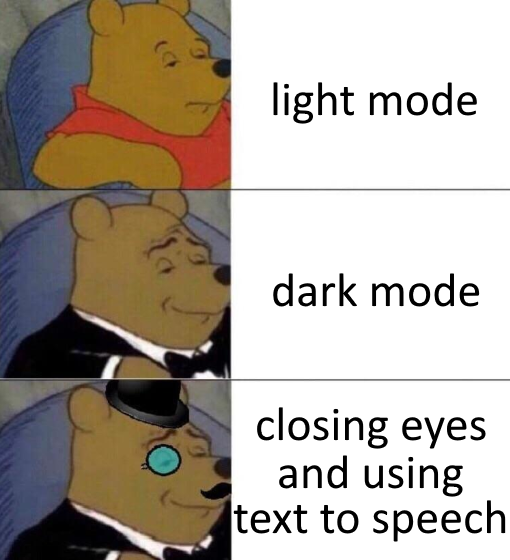 light mode
dark mode
closing eyes
and using
text to speech